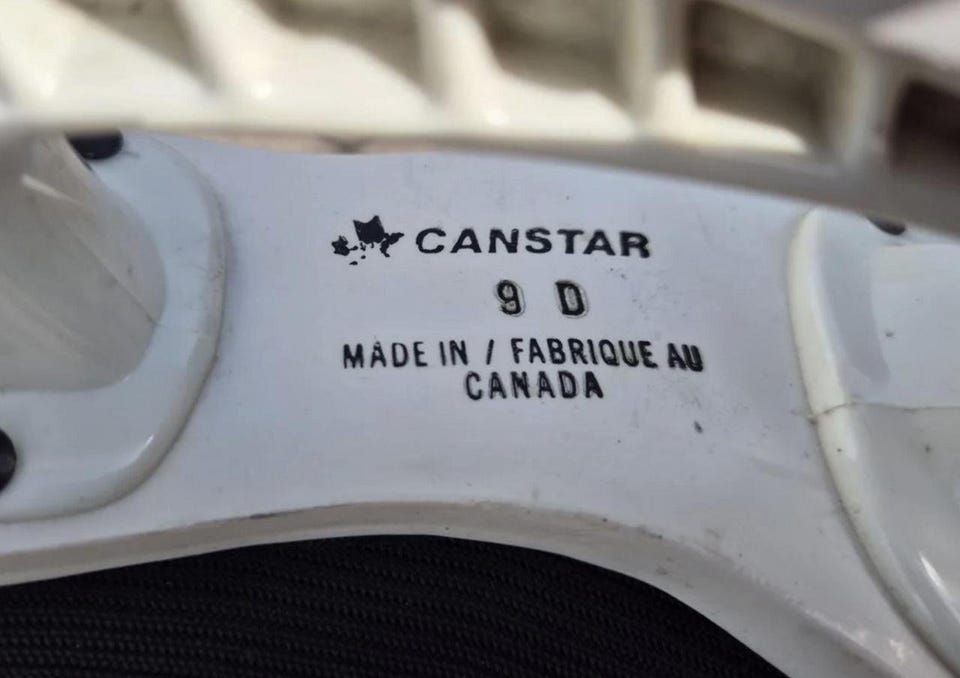 CANSTAR
9 D
MADE IN / FABRIQUE AU
CANADA